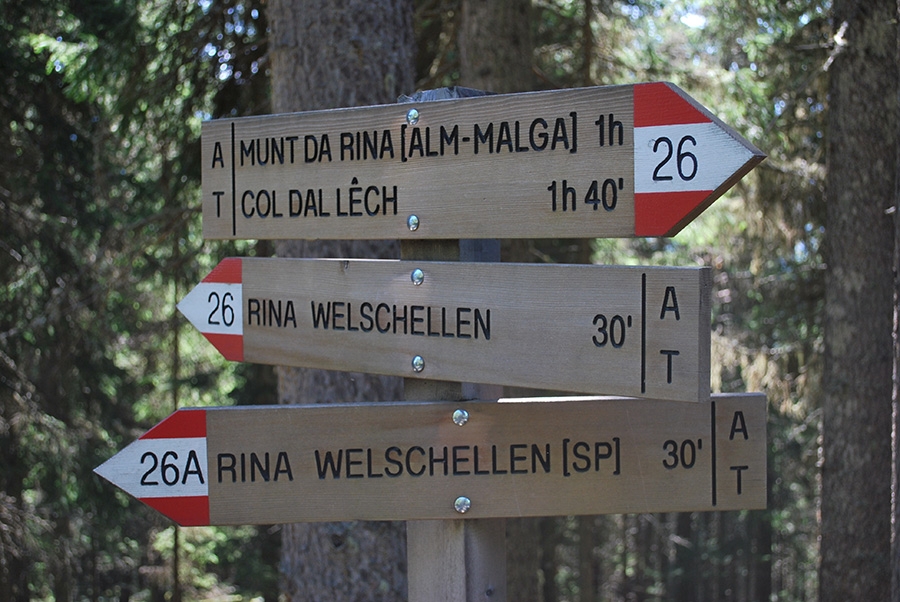 A MUNT DA RINA [ALM-MALGA] 1h
T COL DAL LÊCH 1h 40'
26
26 RINA WELSCHELLEN 30'
A
T
26A RINA WELSCHELLEN [SP] 30'
A
T